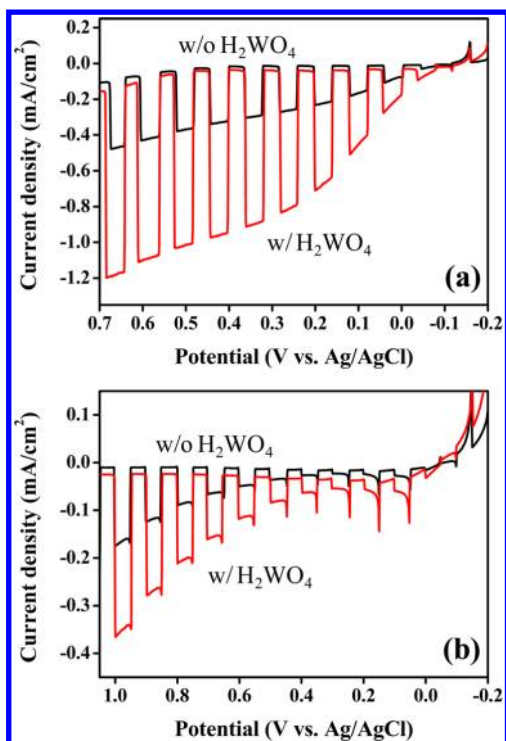 w/o H₂WO₄
0.0
-0.2
-0.4
-0.6
-0.8
-1.0
-1.2
Current density (mA/cm²)
w/ H₂WO₄
(a)
0.7 0.6 0.5 0.4 0.3 0.2 0.1 0.0 -0.1 -0.2
Potential (V vs. Ag/AgCl)
0.1
0.0
-0.1
-0.2
-0.3
-0.4
Current density (mA/cm²)
w/o H₂WO₄
w/ H₂WO₄
(b)
1.0 0.8 0.6 0.4 0.2 0.0 -0.2
Potential (V vs. Ag/AgCl)